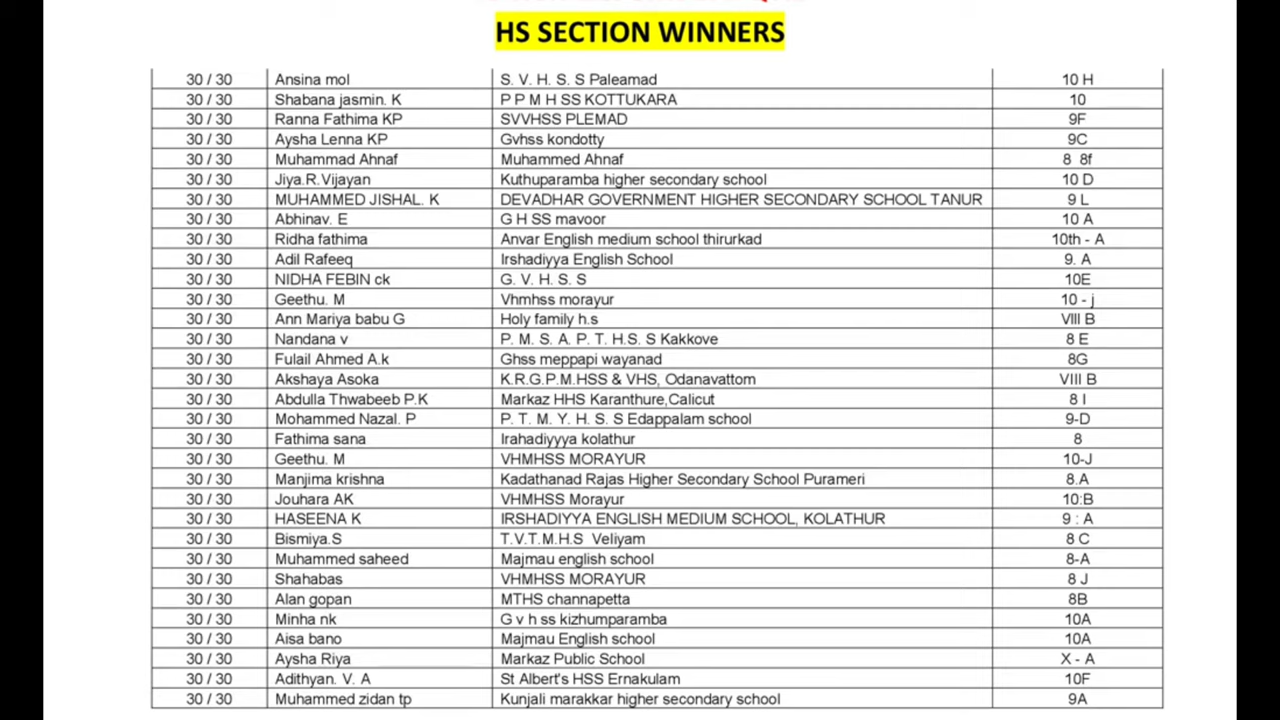 HS SECTION WINNERS
30 / 30 Ansina mol S. V. H. S. S Paleamad 10 H
30 / 30 Shabana jasmin. K P P M H SS KOTTUKARA 10
30 / 30 Ranna Fathima KP SVVHSS PLEMAD 9F
30 / 30 Aysha Lenna KP Gvhss kondotty 9C
30 / 30 Muhammad Ahnaf Muhammed Ahnaf 8 8f
30 / 30 Jiya.R.Vijayan Kuthuparamba higher secondary school 10 D
30 / 30 MUHAMMED JISHAL. K DEVADHAR GOVERNMENT HIGHER SECONDARY SCHOOL TANUR 9 L
30 / 30 Abhinav. E G H SS mavoor 10 A
30 / 30 Ridha fathima Anvar English medium school thirurkad 10th - A
30 / 30 Adil Rafeeq Irshadiyya English School 9. A
30 / 30 NIDHA FEBIN ck G. V. H. S. S 10E
30 / 30 Geethu. M Vhmhss morayur 10 - j
30 / 30 Ann Mariya babu G Holy family h.s VIII B
30 / 30 Nandana v P. M. S. A. P. T. H.S. S Kakkove 8 E
30 / 30 Fulail Ahmed A.k Ghss meppapi wayanad 8G
30 / 30 Akshaya Asoka K.R.G.P.M.HSS & VHS, Odanavattom VIII B
30 / 30 Abdulla Thwabeeb P.K Markaz HHS Karanthure,Calicut 8 I
30 / 30 Mohammed Nazal. P P. T. M. Y. H. S. S Edappalam school 9-D
30 / 30 Fathima sana Irahadiyyya kolathur 8
30 / 30 Geethu. M VHMHSS MORAYUR 10-J
30 / 30 Manjima krishna Kadathanad Rajas Higher Secondary School Purameri 8.A
30 / 30 Jouhara AK VHMHSS Morayur 10:B
30 / 30 HASEENA K IRSHADIYYA ENGLISH MEDIUM SCHOOL, KOLATHUR 9 : A
30 / 30 Bismiya.S T.V.T.M.H.S Veliyam 8 C
30 / 30 Muhammed saheed Majmau english school 8-A
30 / 30 Shahabas VHMHSS MORAYUR 8 J
30 / 30 Alan gopan MTHS channapetta 8B
30 / 30 Minha nk G v h ss kizhumparamba 10A
30 / 30 Aisa bano Majmau English school 10A
30 / 30 Aysha Riya Markaz Public School X - A
30 / 30 Adithyan. V. A St Albert's HSS Ernakulam 10F
30 / 30 Muhammed zidan tp Kunjali marakkar higher secondary school 9A